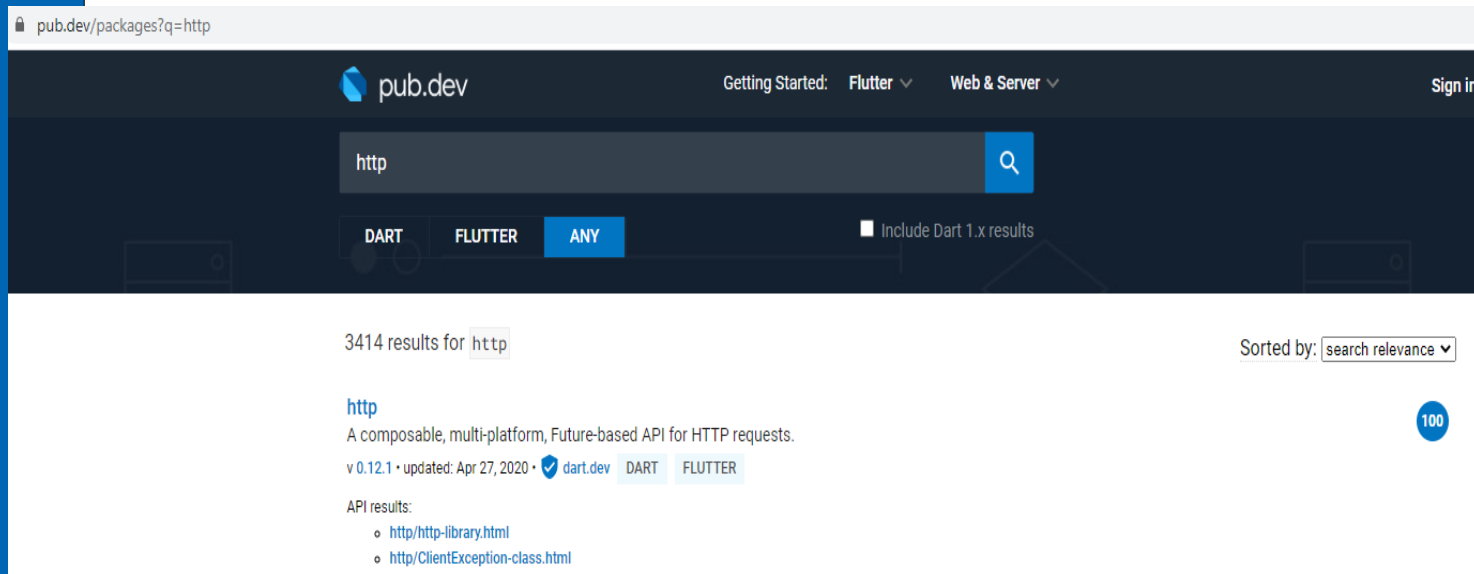 pub.dev/packages?q=http
pub.dev Getting Started: Flutter Web & Server Sign in
http
DART FLUTTER ANY Include Dart 1.x results
3414 results for http Sorted by: search relevance
http 100
A composable, multi-platform, Future-based API for HTTP requests.
v 0.12.1 • updated: Apr 27, 2020 • dart.dev DART FLUTTER
API results:
http/http-library.html
http/ClientException-class.html